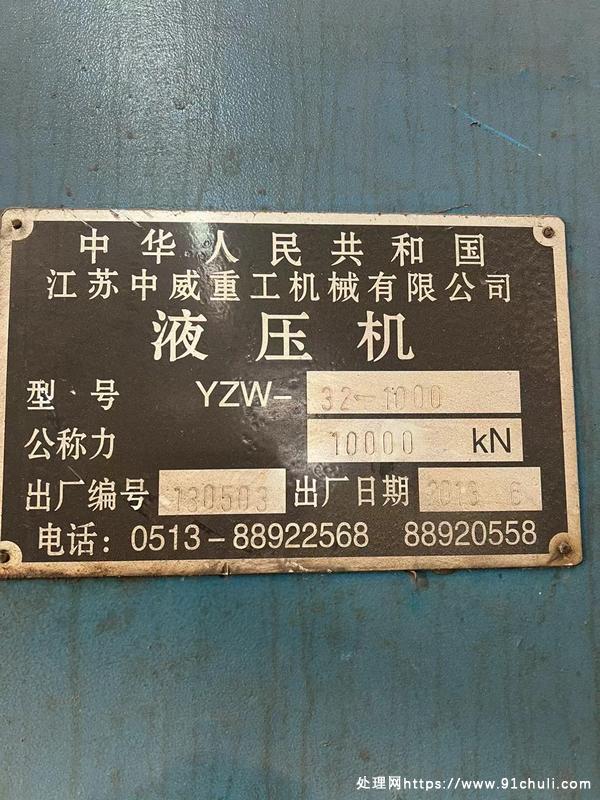 中华人民共和国
江苏中威重工机械有限公司
液压机
型号 YZW- 32-1000
公称力 10000 kN
出厂编号 130503 出厂日期 2013 6
电话: 0513-88922568 88920558
处理网https://www.91chuli.com